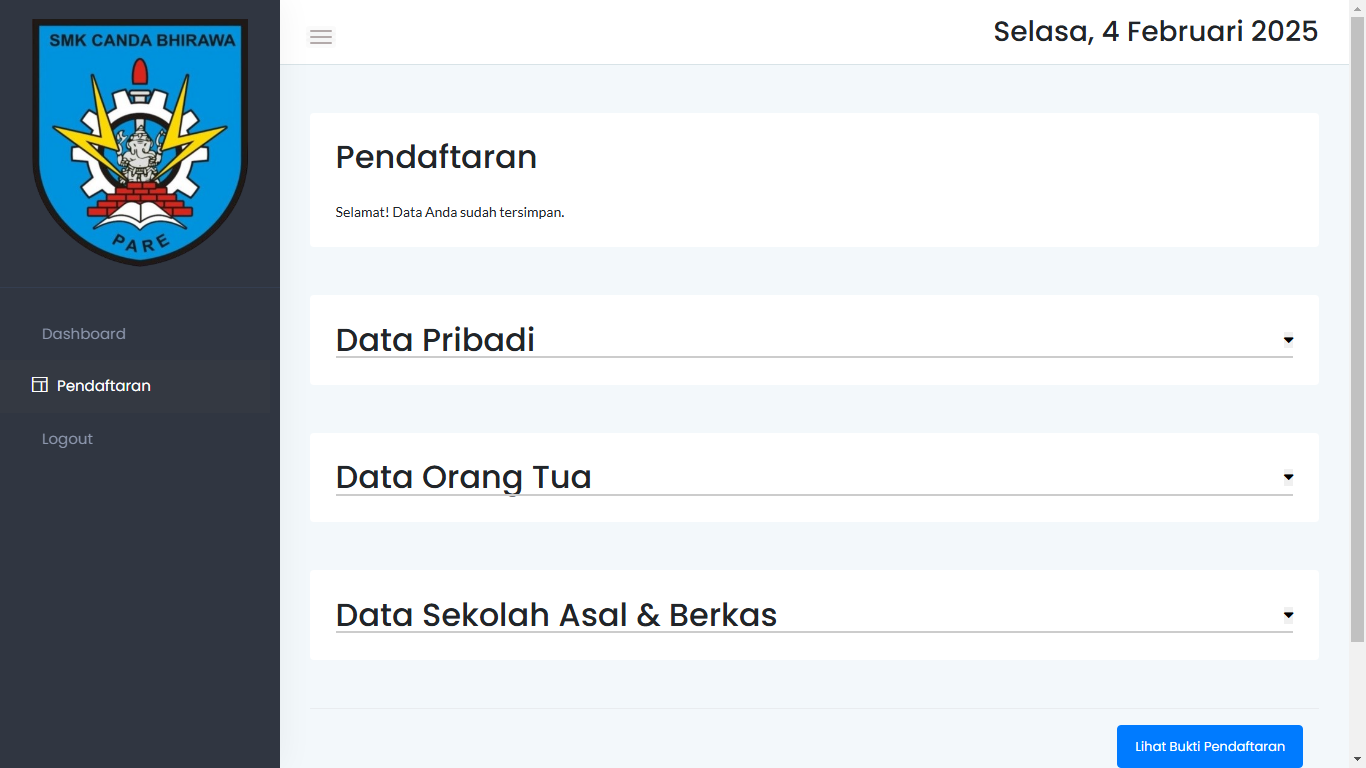 SMK CANDA BHIRAWA
PARE
Dashboard
Pendaftaran
Logout
Selasa, 4 Februari 2025
Pendaftaran
Selamat! Data Anda sudah tersimpan.
Data Pribadi
Data Orang Tua
Data Sekolah Asal & Berkas
Lihat Bukti Pendaftaran